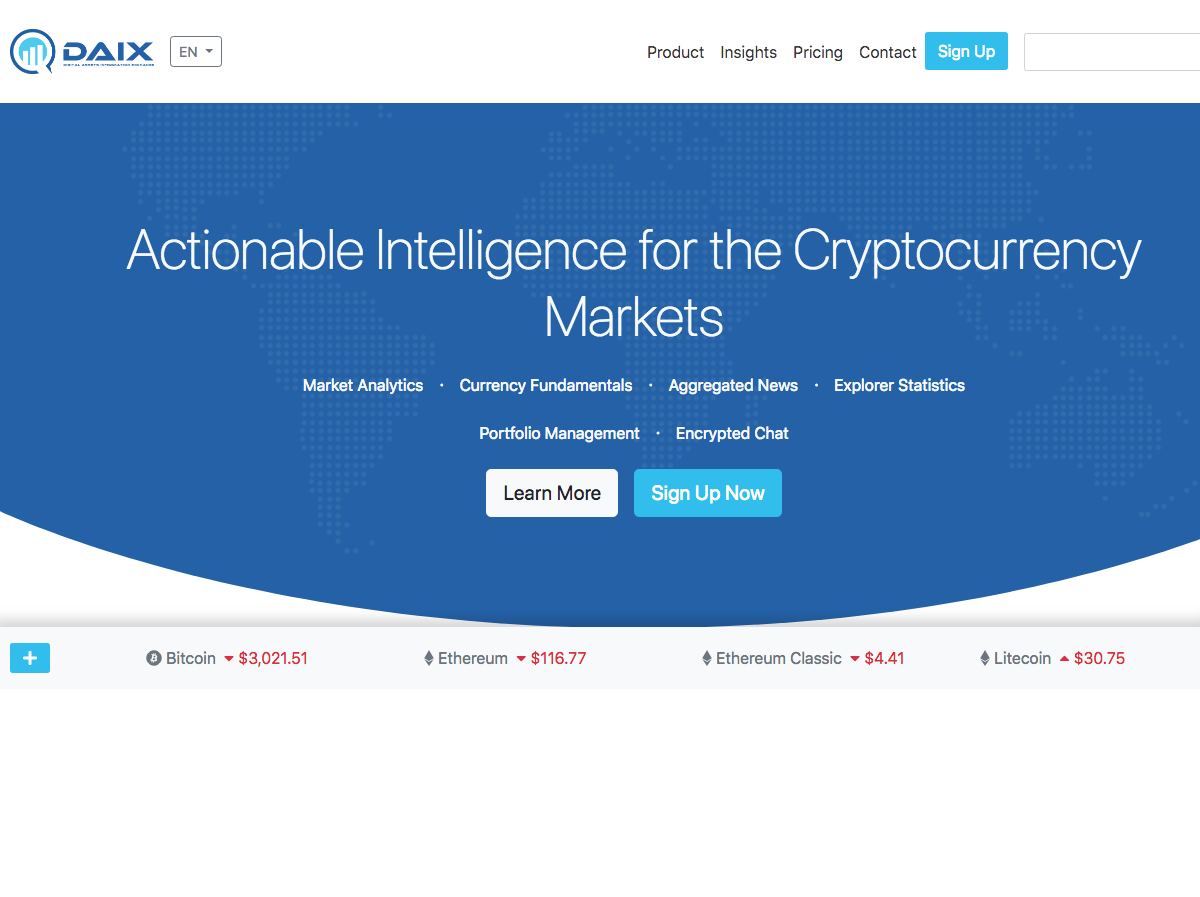 DAIX
DIGITAL ASSETS INTEGRATION EXCHANGE
EN
Product Insights Pricing Contact Sign Up
Actionable Intelligence for the Cryptocurrency
Markets
Market Analytics · Currency Fundamentals · Aggregated News · Explorer Statistics
Portfolio Management · Encrypted Chat
Learn More Sign Up Now
+ Bitcoin $3,021.51 Ethereum $116.77 Ethereum Classic $4.41 Litecoin $30.75